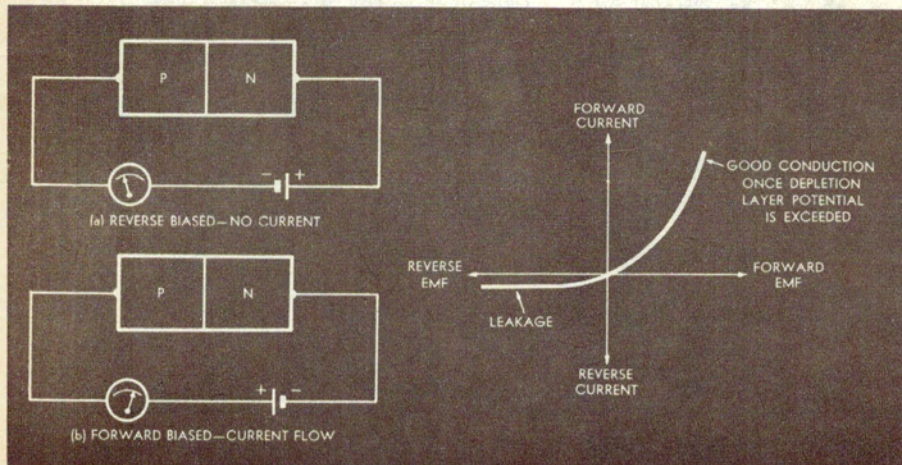 P N
− +
(a) REVERSE BIASED—NO CURRENT
P N
+ −
(b) FORWARD BIASED—CURRENT FLOW
FORWARD
CURRENT
GOOD CONDUCTION
ONCE DEPLETION
LAYER POTENTIAL
IS EXCEEDED
REVERSE
EMF
FORWARD
EMF
LEAKAGE
REVERSE
CURRENT